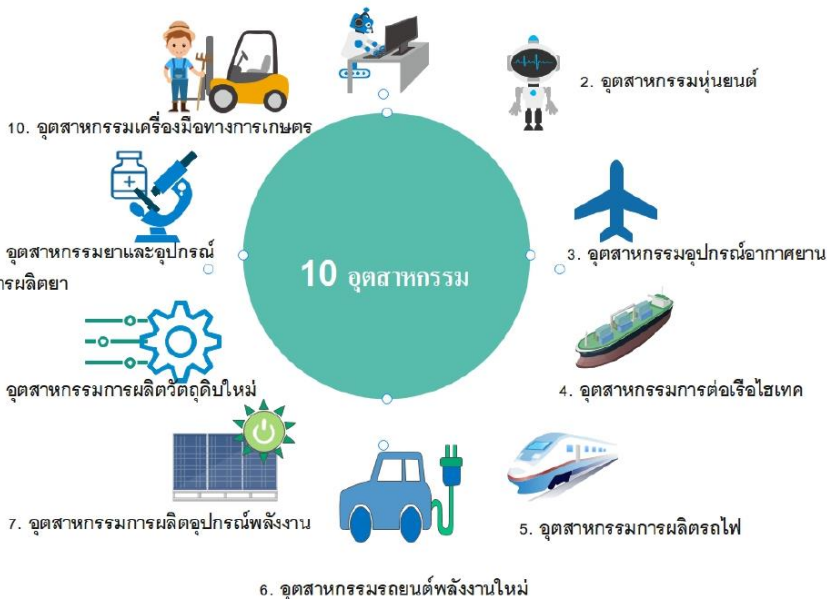 2. อุตสาหกรรมหุ่นยนต์
10. อุตสาหกรรมเครื่องมือทางการเกษตร
3. อุตสาหกรรมอุปกรณ์อากาศยาน
อุตสาหกรรมยาและอุปกรณ์
ารผลิตยา
10 อุตสาหกรรม
4. อุตสาหกรรมการต่อเรือไฮเทค
อุตสาหกรรมการผลิตวัตถุดิบใหม่
5. อุตสาหกรรมการผลิตรถไฟ
7. อุตสาหกรรมการผลิตอุปกรณ์พลังงาน
6. อุตสาหกรรมรถยนต์พลังงานใหม่